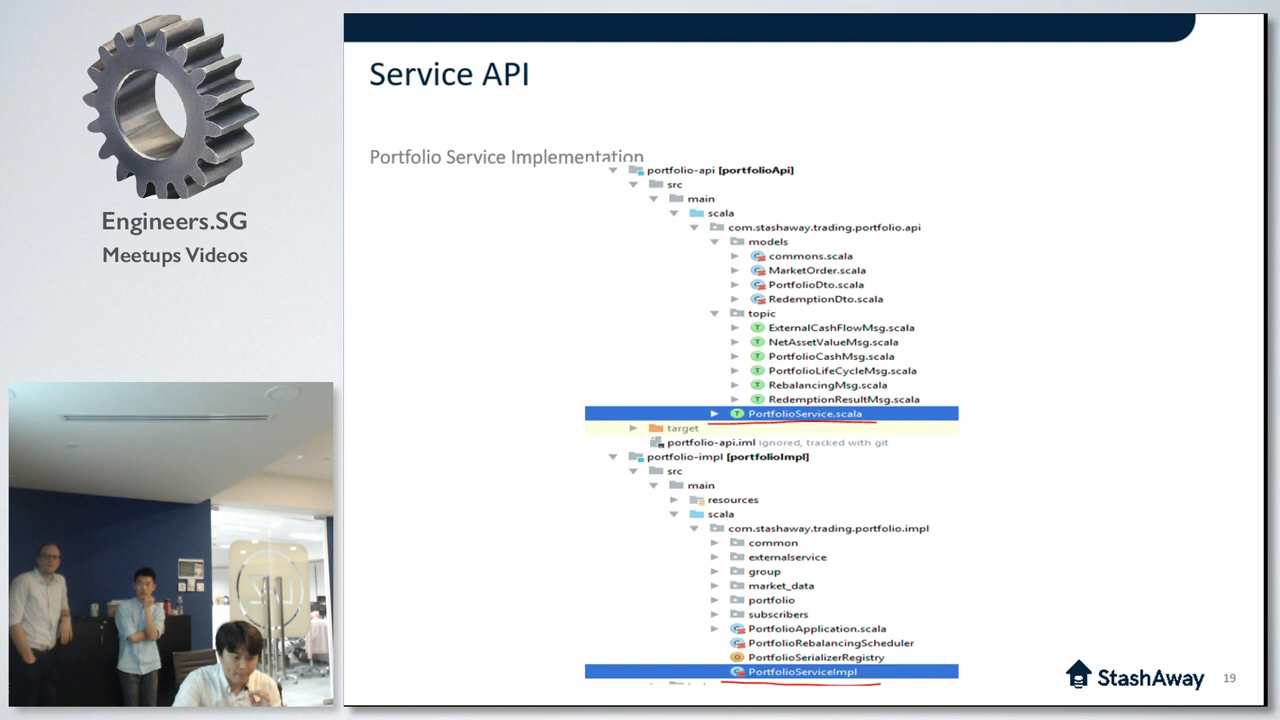 Engineers.SG
Meetups Videos
Service API
Portfolio Service Implementation
portfolio-api [portfolioApi]
src
main
scala
com.stashaway.trading.portfolio.api
models
commons.scala
MarketOrder.scala
PortfolioDto.scala
RedemptionDto.scala
topic
ExternalCashFlowMsg.scala
NetAssetValueMsg.scala
PortfolioCashMsg.scala
PortfolioLifeCycleMsg.scala
RebalancingMsg.scala
RedemptionResultMsg.scala
PortfolioService.scala
target
portfolio-api.iml ignored, tracked with git
portfolio-impl [portfolioImpl]
src
main
resources
scala
com.stashaway.trading.portfolio.impl
common
externalservice
group
market_data
portfolio
subscribers
PortfolioApplication.scala
PortfolioRebalancingScheduler
PortfolioSerializerRegistry
PortfolioServiceImpl
StashAway
19